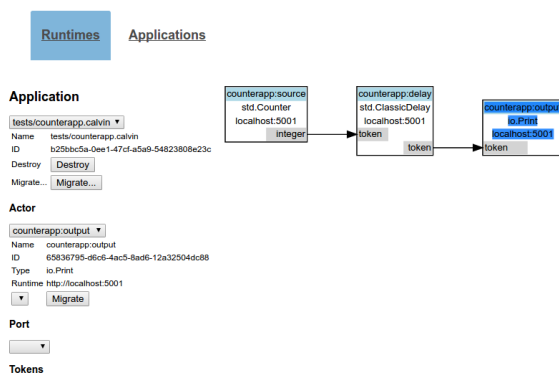 Runtimes Applications
Application
tests/counterapp.calvin
Name tests/counterapp.calvin
ID b25bbc5a-0ee1-47cf-a5a9-54823808e23c
Destroy Destroy
Migrate... Migrate...
Actor
counterapp:output
Name counterapp:output
ID 65836795-d6c6-4ac5-8ad6-12a32504dc88
Type io.Print
Runtime http://localhost:5001
Migrate
Port
Tokens
counterapp:source
std.Counter
localhost:5001
integer
counterapp:delay
std.ClassicDelay
localhost:5001
token
token
counterapp:output
io.Print
localhost:5001
token